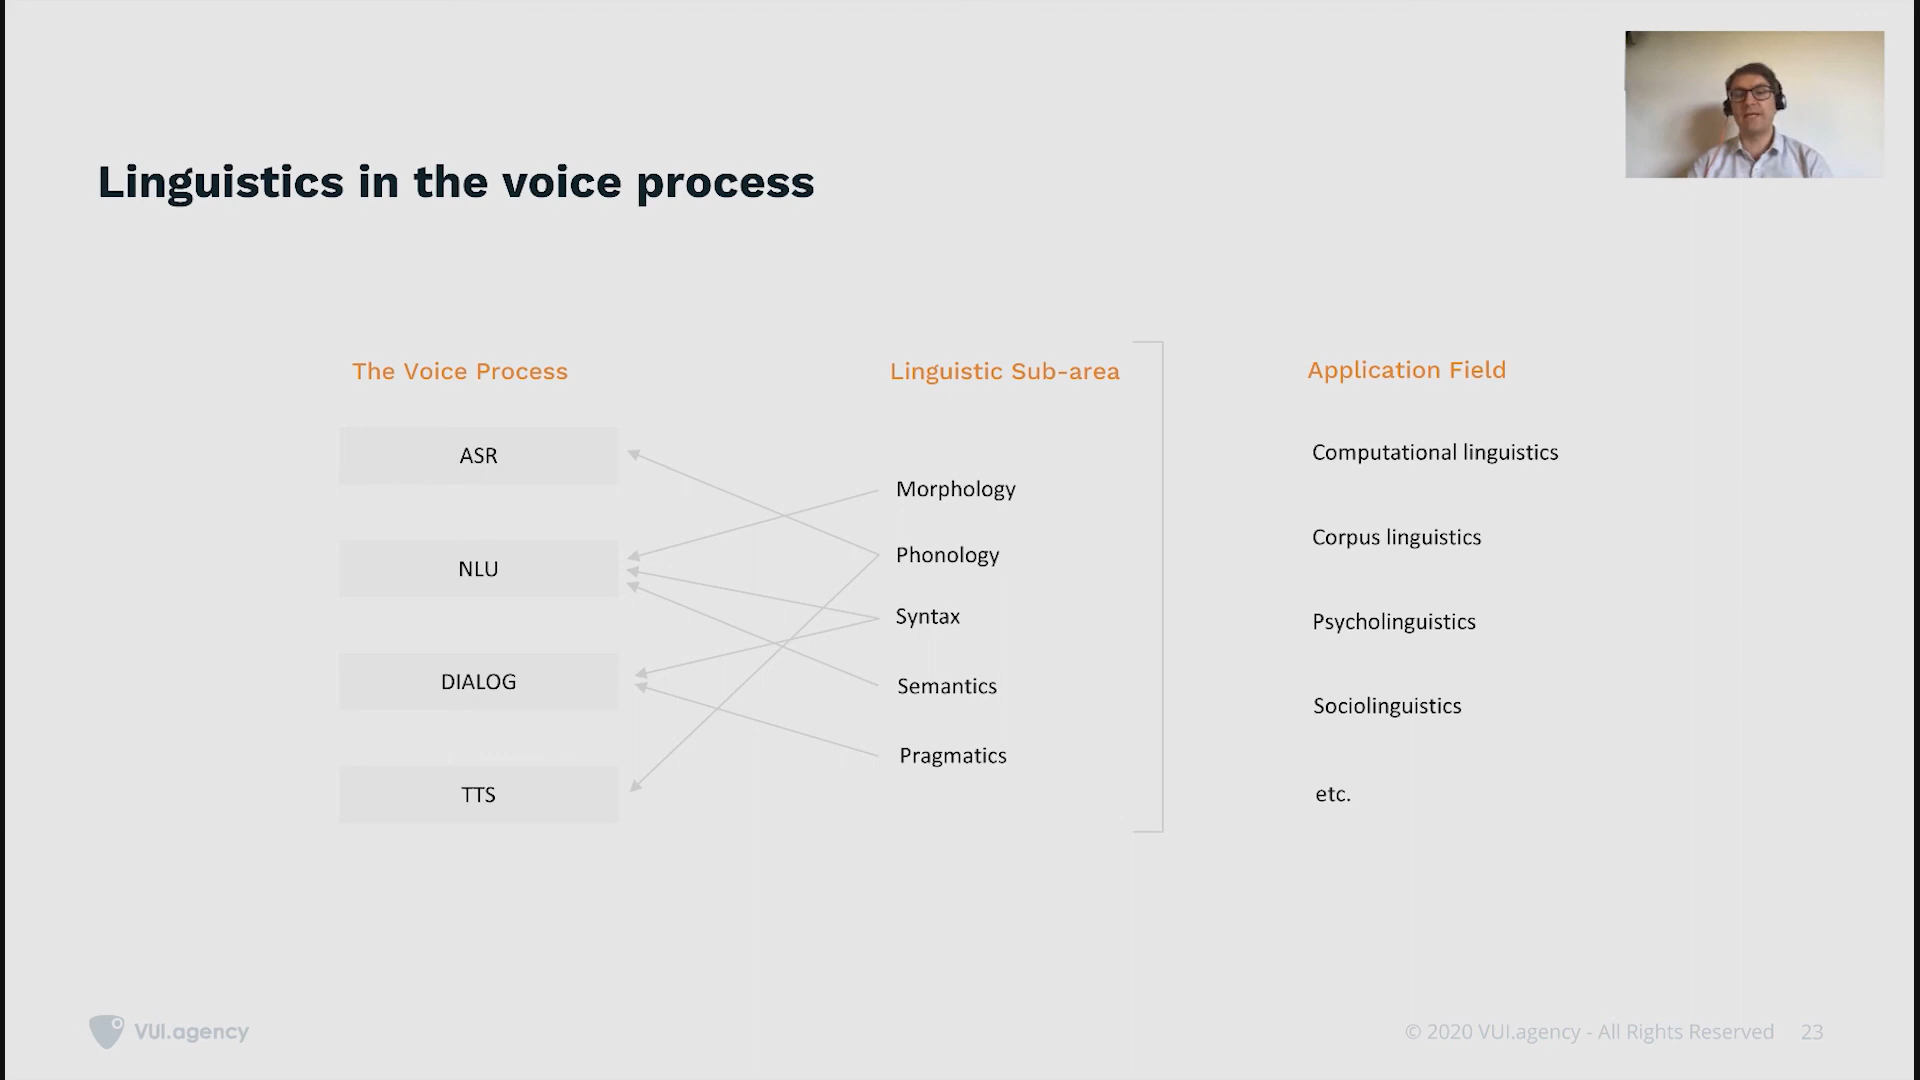 Linguistics in the voice process
The Voice Process
ASR
NLU
DIALOG
TTS
Linguistic Sub-area
Morphology
Phonology
Syntax
Semantics
Pragmatics
Application Field
Computational linguistics
Corpus linguistics
Psycholinguistics
Sociolinguistics
etc.
VUI.agency
© 2020 VUI.agency - All Rights Reserved 23